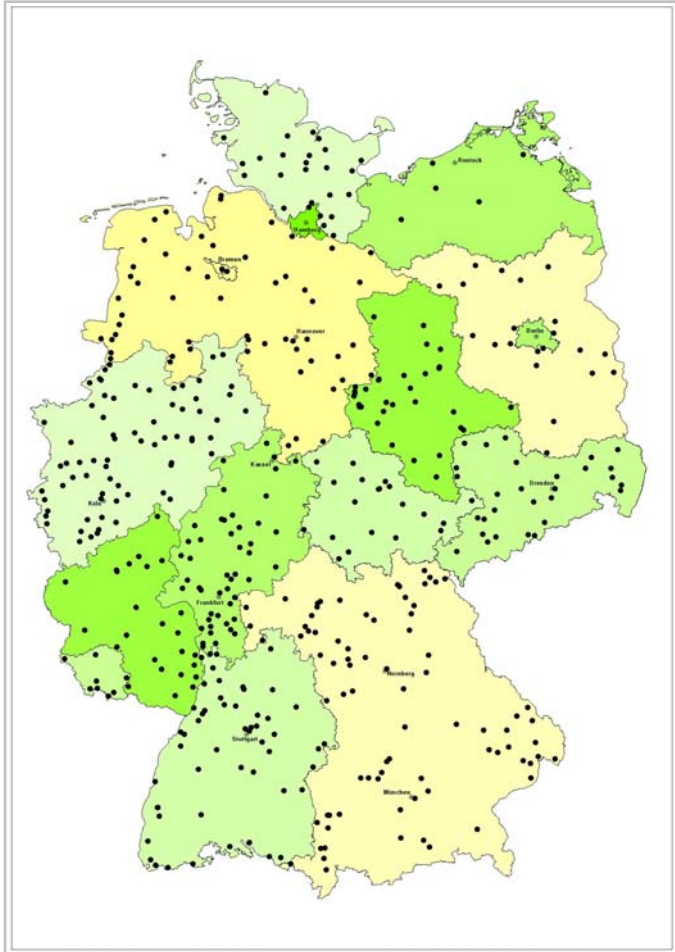 Rostock
Hamburg
Bremen
Hannover
Berlin
Kassel
Dresden
Köln
Frankfurt
Nürnberg
Stuttgart
München